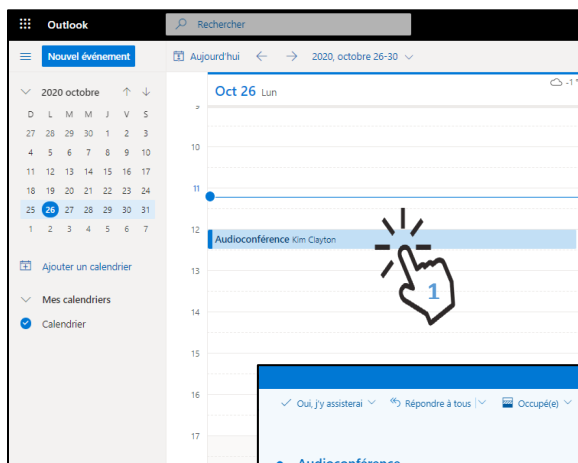 Outlook
Rechercher
Nouvel événement
Aujourd'hui
2020, octobre 26-30
2020 octobre
D L M M J V S
27 28 29 30 1 2 3
4 5 6 7 8 9 10
11 12 13 14 15 16 17
18 19 20 21 22 23 24
25 26 27 28 29 30 31
1 2 3 4 5 6 7
Ajouter un calendrier
Mes calendriers
Calendrier
Oct 26 Lun
-1
10
11
12
Audioconférence Kim Clayton
1
13
14
15
16
17
Oui, j'y assisterai
Répondre à tous
Occupé(e)
Audioconférence